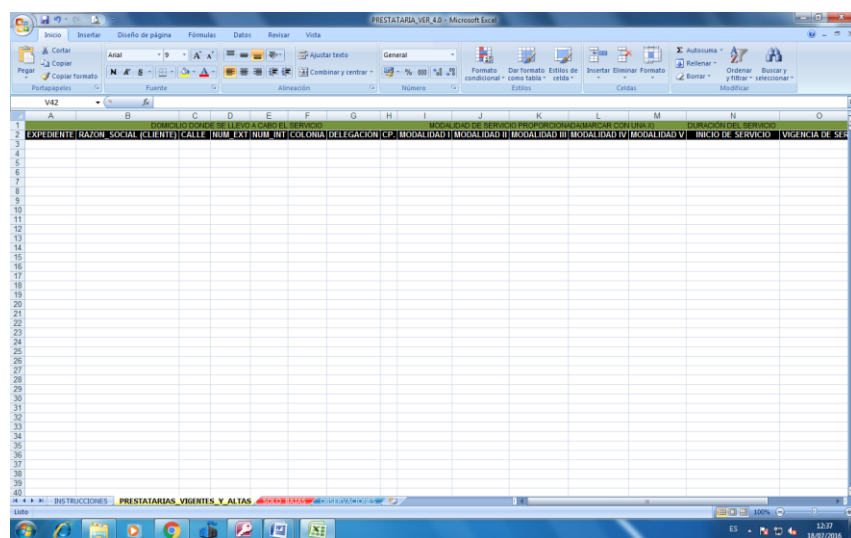 PRESTATARIA_VER_4.0 - Microsoft Excel
Inicio Insertar Diseño de página Fórmulas Datos Revisar Vista
Cortar
Copiar
Copiar formato
Pegar
Portapapeles
Arial 9
N K S
Fuente
Ajustar texto
Combinar y centrar
Alineación
General
% 000
Número
Formato condicional
Dar formato como tabla
Estilos de celda
Estilos
Insertar Eliminar Formato
Celdas
Autosuma
Rellenar
Borrar
Ordenar y filtrar
Buscar y seleccionar
Modificar
V42 fx
A B C D E F G H I J K L M N O
1 DOMICILIO DONDE SE LLEVO A CABO EL SERVICIO MODALIDAD DE SERVICIO PROPORCIONADA(MARCAR CON UNA X) DURACIÓN DEL SERVICIO
2 EXPEDIENTE RAZON_SOCIAL (CLIENTE) CALLE NUM_EXT NUM_INT COLONIA DELEGACIÓN CP. MODALIDAD I MODALIDAD II MODALIDAD III MODALIDAD IV MODALIDAD V INICIO DE SERVICIO VIGENCIA DE SER
3
4
5
6
7
8
9
10
11
12
13
14
15
16
17
18
19
20
21
22
23
24
25
26
27
28
29
30
31
32
33
34
35
36
37
38
39
40
INSTRUCCIONES PRESTATARIAS_VIGENTES_Y_ALTAS SOLO_BAJAS OBSERVACIONES
Listo 100%
ES 12:37
18/07/2016